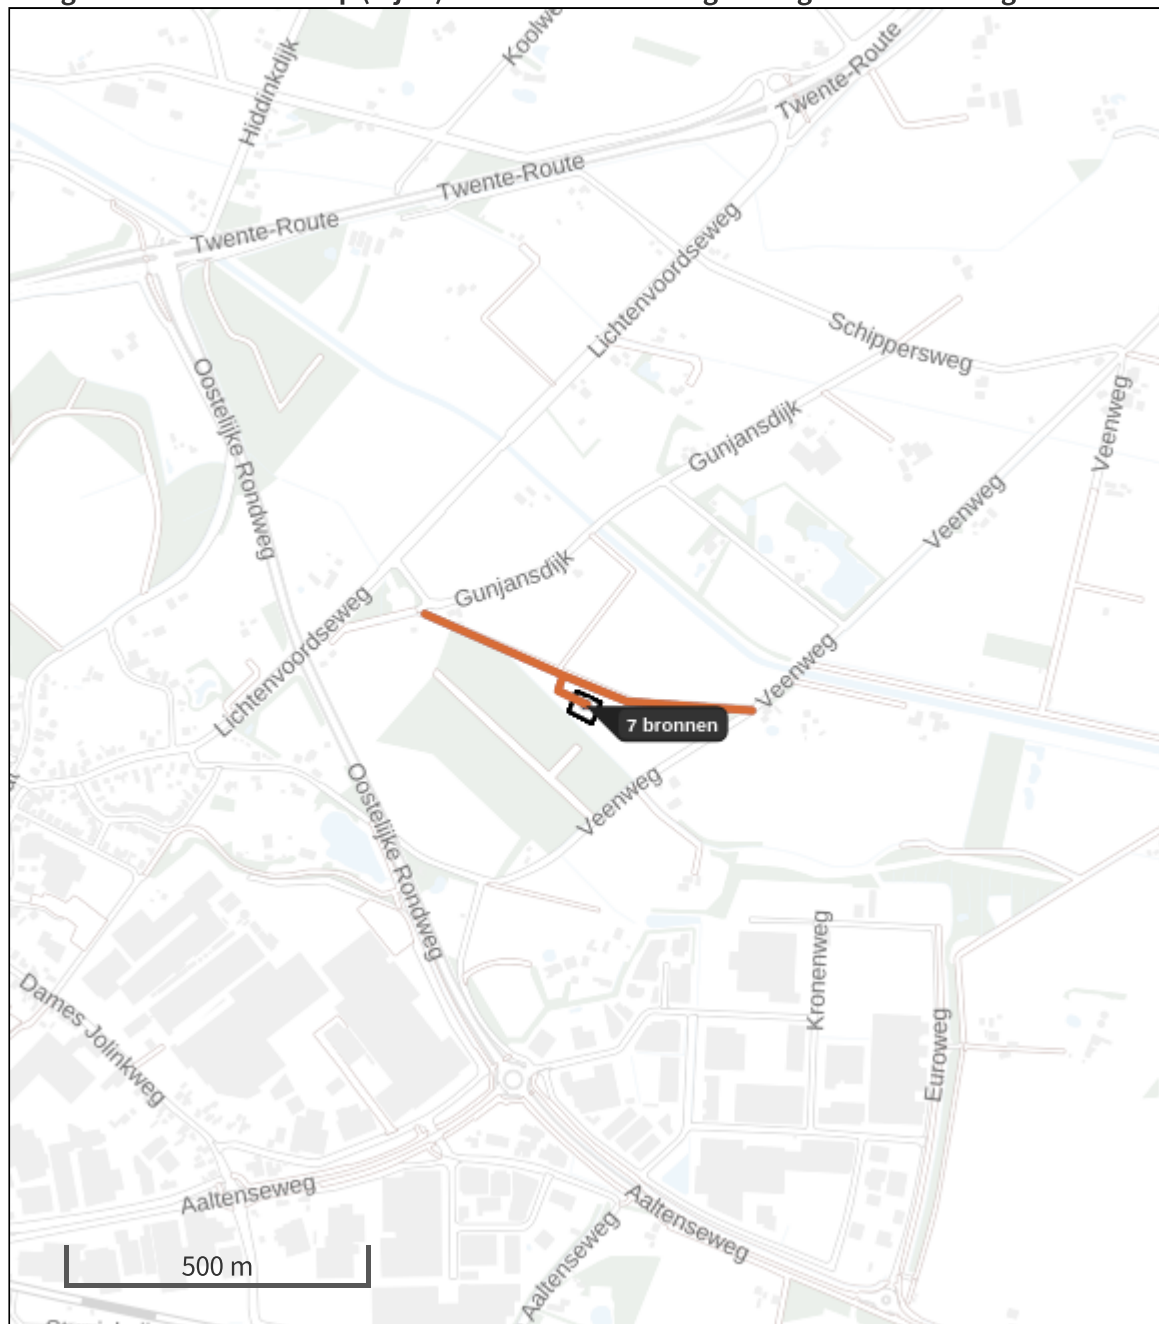 Koolwe
Hiddinkdijk
Twente-Route
Twente-Route
Twente-Route
Lichtenvoordseweg
Schippersweg
Oostelijke Rondweg
Gunjansdijk
Veenweg
Veenweg
Gunjansdijk
Lichtenvoordseweg
Veenweg
7 bronnen
Veenweg
Oostelijke Rondweg
Kronenweg
Dames Jolinkweg
Euroweg
Aaltenseweg
Aaltenseweg
Aaltenseweg
500 m